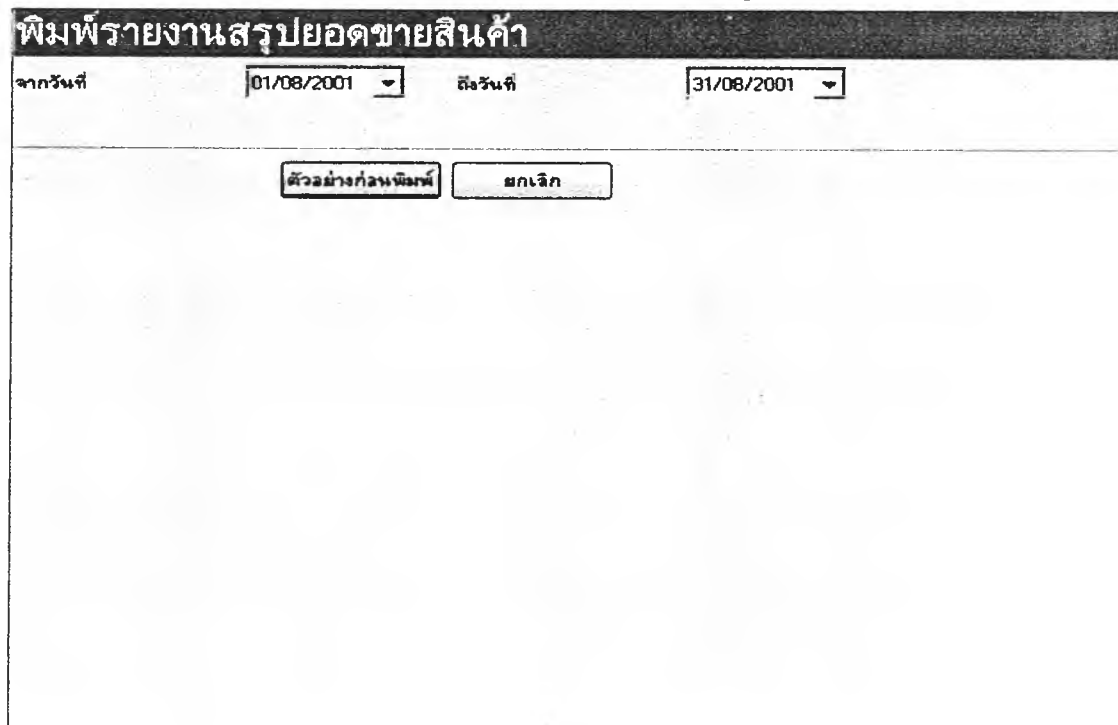 พิมพ์รายงานสรุปยอดขายสินค้า
จากวันที่ 01/08/2001 ถึงวันที่ 31/08/2001
ตัวอย่างก่อนพิมพ์ ยกเลิก